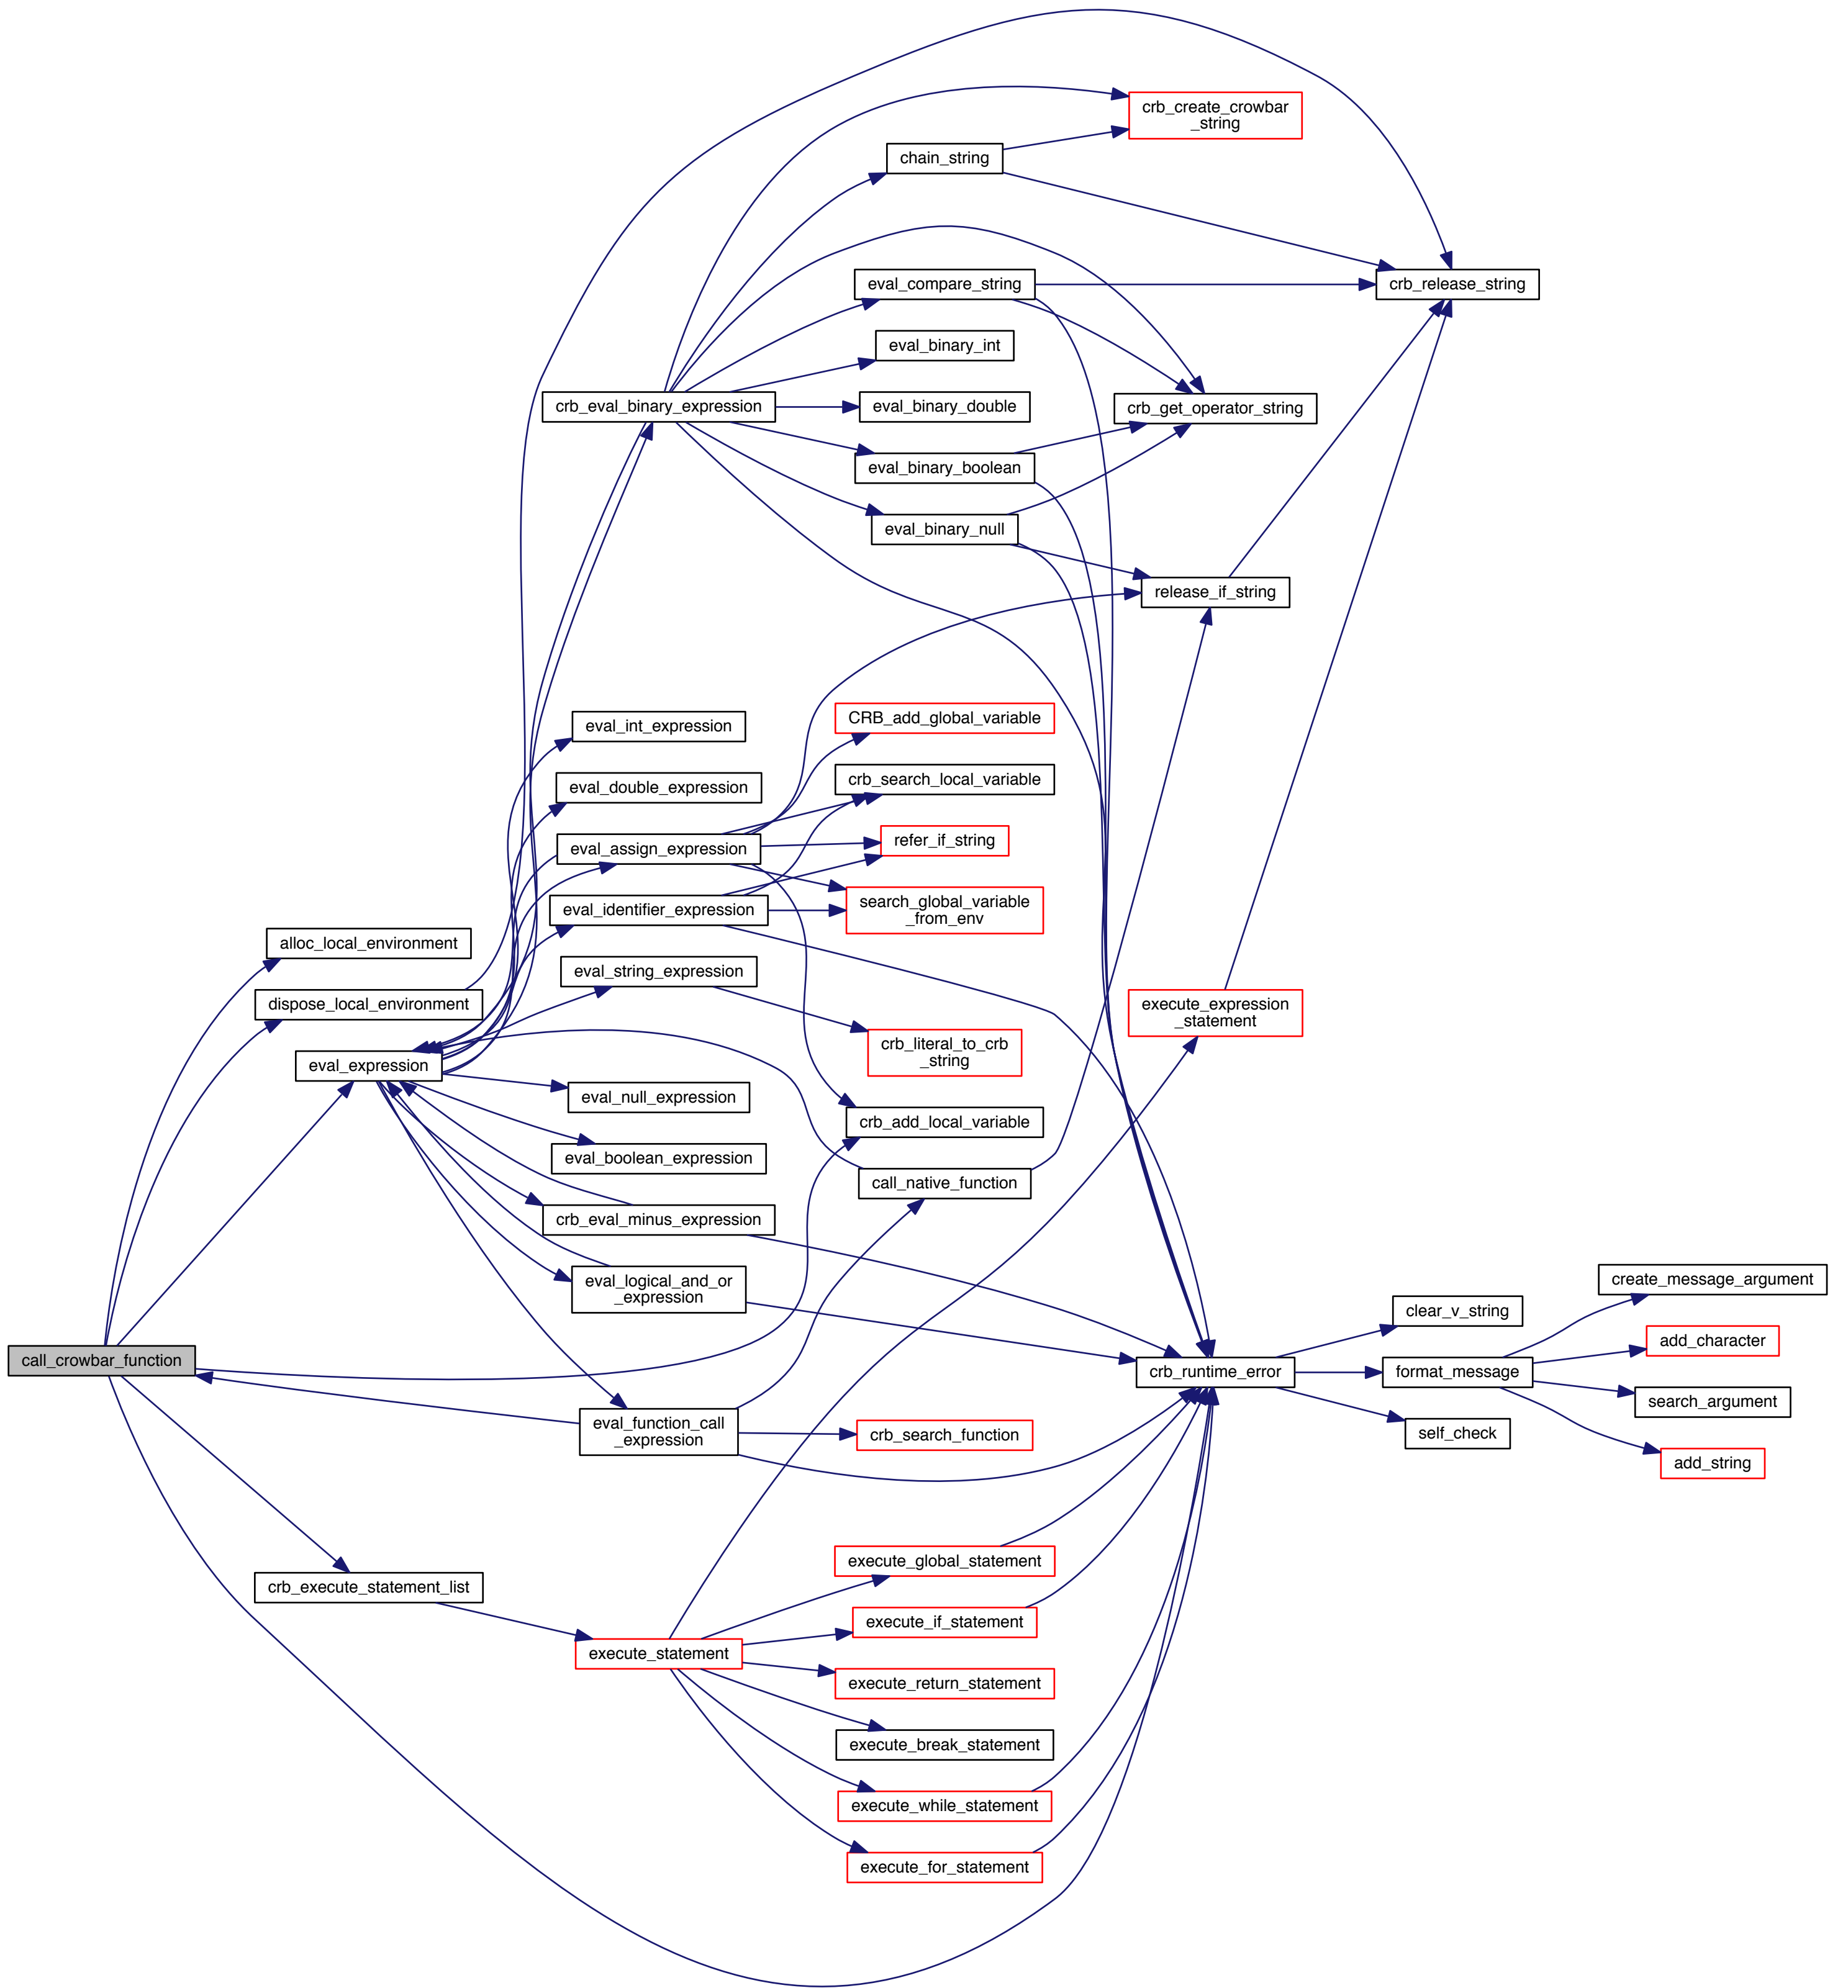 crb_create_crowbar
_string
chain_string
eval_compare_string
crb_release_string
eval_binary_int
crb_eval_binary_expression
eval_binary_double
crb_get_operator_string
eval_binary_boolean
eval_binary_null
release_if_string
CRB_add_global_variable
eval_int_expression
crb_search_local_variable
eval_double_expression
refer_if_string
eval_assign_expression
search_global_variable
_from_env
eval_identifier_expression
alloc_local_environment
eval_string_expression
dispose_local_environment
execute_expression
_statement
crb_literal_to_crb
_string
eval_expression
eval_null_expression
crb_add_local_variable
eval_boolean_expression
call_native_function
crb_eval_minus_expression
eval_logical_and_or
_expression
create_message_argument
clear_v_string
add_character
call_crowbar_function
crb_runtime_error
format_message
search_argument
eval_function_call
_expression
crb_search_function
self_check
add_string
execute_global_statement
crb_execute_statement_list
execute_if_statement
execute_statement
execute_return_statement
execute_break_statement
execute_while_statement
execute_for_statement